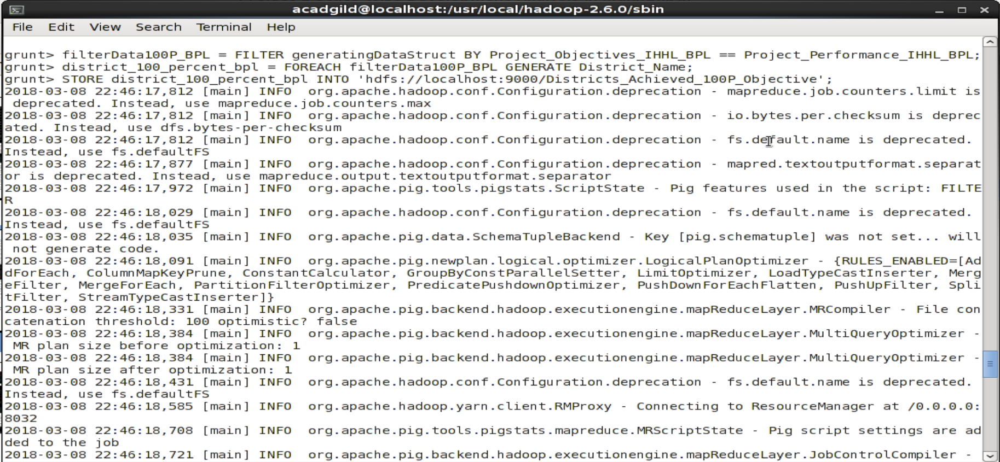 acadgild@localhost:/usr/local/hadoop-2.6.0/sbin
File Edit View Search Terminal Help
grunt> filterData100P_BPL = FILTER generatingDataStruct BY Project_Objectives_IHHL_BPL == Project_Performance_IHHL_BPL;
grunt> district_100_percent_bpl = FOREACH filterData100P_BPL GENERATE District_Name;
grunt> STORE district_100_percent_bpl INTO 'hdfs://localhost:9000/Districts_Achieved_100P_Objective';
2018-03-08 22:46:17,812 [main] INFO  org.apache.hadoop.conf.Configuration.deprecation - mapreduce.job.counters.limit is
 deprecated. Instead, use mapreduce.job.counters.max
2018-03-08 22:46:17,812 [main] INFO  org.apache.hadoop.conf.Configuration.deprecation - io.bytes.per.checksum is deprec
ated. Instead, use dfs.bytes-per-checksum
2018-03-08 22:46:17,812 [main] INFO  org.apache.hadoop.conf.Configuration.deprecation - fs.default.name is deprecated.
Instead, use fs.defaultFS
2018-03-08 22:46:17,877 [main] INFO  org.apache.hadoop.conf.Configuration.deprecation - mapred.textoutputformat.separat
or is deprecated. Instead, use mapreduce.output.textoutputformat.separator
2018-03-08 22:46:17,972 [main] INFO  org.apache.pig.tools.pigstats.ScriptState - Pig features used in the script: FILTE
R
2018-03-08 22:46:18,029 [main] INFO  org.apache.hadoop.conf.Configuration.deprecation - fs.default.name is deprecated.
Instead, use fs.defaultFS
2018-03-08 22:46:18,035 [main] INFO  org.apache.pig.data.SchemaTupleBackend - Key [pig.schematuple] was not set... will
 not generate code.
2018-03-08 22:46:18,091 [main] INFO  org.apache.pig.newplan.logical.optimizer.LogicalPlanOptimizer - {RULES_ENABLED=[Ad
dForEach, ColumnMapKeyPrune, ConstantCalculator, GroupByConstParallelSetter, LimitOptimizer, LoadTypeCastInserter, Merg
eFilter, MergeForEach, PartitionFilterOptimizer, PredicatePushdownOptimizer, PushDownForEachFlatten, PushUpFilter, Spli
tFilter, StreamTypeCastInserter]}
2018-03-08 22:46:18,331 [main] INFO  org.apache.pig.backend.hadoop.executionengine.mapReduceLayer.MRCompiler - File con
catenation threshold: 100 optimistic? false
2018-03-08 22:46:18,384 [main] INFO  org.apache.pig.backend.hadoop.executionengine.mapReduceLayer.MultiQueryOptimizer -
 MR plan size before optimization: 1
2018-03-08 22:46:18,384 [main] INFO  org.apache.pig.backend.hadoop.executionengine.mapReduceLayer.MultiQueryOptimizer -
 MR plan size after optimization: 1
2018-03-08 22:46:18,431 [main] INFO  org.apache.hadoop.conf.Configuration.deprecation - fs.default.name is deprecated.
Instead, use fs.defaultFS
2018-03-08 22:46:18,585 [main] INFO  org.apache.hadoop.yarn.client.RMProxy - Connecting to ResourceManager at /0.0.0.0:
8032
2018-03-08 22:46:18,708 [main] INFO  org.apache.pig.tools.pigstats.mapreduce.MRScriptState - Pig script settings are ad
ded to the job
2018-03-08 22:46:18,721 [main] INFO  org.apache.pig.backend.hadoop.executionengine.mapReduceLayer.JobControlCompiler -